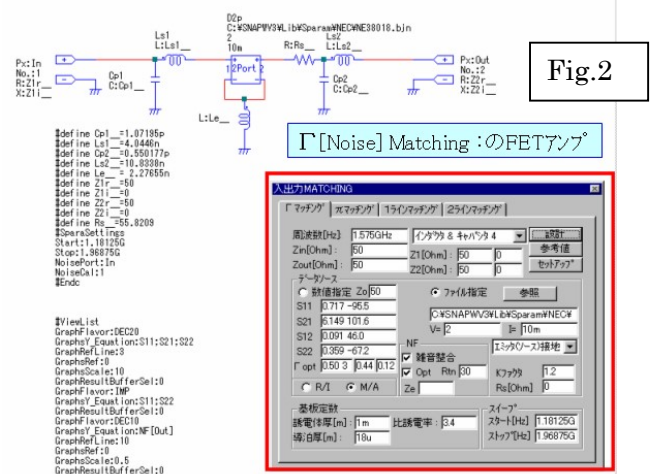 D2p
C:¥SNAPWV3¥Lib¥Sparam¥NEC¥NE38018.bjn
2
10m
Ls1
L:Ls1__
R:Rs__
Ls2
L:Ls2__
Px:In
No.:1
R:Z1r__
X:Z1i__
Cp1
C:Cp1__
1 2Port 2
Cp2
C:Cp2__
Px:Out
No.:2
R:Z2r__
X:Z2i__
L:Le__
Fig.2
Γ[Noise] Matching :のFETアンプ
#define Cp1__=1.07195p
#define Ls1__=4.0446n
#define Cp2__=0.550177p
#define Ls2__=10.8338n
#define Le__= 2.27655n
#define Z1r__=50
#define Z1i__=0
#define Z2r__=50
#define Z2i__=0
#define Rs__=55.8209
#SparaSettings
Start:1.18125G
Stop:1.96875G
NoisePort:In
NoiseCal:1
#Endc
#ViewList
GraphFlavor:DEC20
GraphsY_Equation:S11;S21;S22
GraphRefLine:3
GraphsRef:0
GraphsScale:10
GraphResultBufferSel:0
GraphFlavor:IMP
GraphsY_Equation:S11;S22
GraphResultBufferSel:0
GraphFlavor:DEC10
GraphsY_Equation:NF[Out]
GraphRefLine:10
GraphsRef:0
GraphsScale:0.5
GraphResultBufferSel:0
入出力MATCHING
Γマッチング πマッチング 1ラインマッチング 2ラインマッチング
周波数[Hz] 1.575GHz インダクタ & キャパシタ 4 設計
Zin[Ohm] : 50 Z1[Ohm] : 50 0 参考値
Zout[Ohm] : 50 Z2[Ohm] : 50 0 セットアップ
データソース
数値指定 Zo 50 ファイル指定 参照
S11 0.717 -95.5 C:¥SNAPWV3¥Lib¥Sparam¥NEC¥
S21 6.149 101.6 V= 2 I= 10m
S12 0.091 46.0 NF エミッタ(ソース)接地
S22 0.359 -67.2 雑音整合
Γopt 0.50 3 0.44 0.12 Opt Rtn 30 Kファクタ 1.2
R/I M/A Ze Rs[Ohm] 0
基板定数 スイープ
誘電体厚[m] : 1m 比誘電率 : 3.4 スタート[Hz] 1.18125G
導泊厚[m] : 18u ストップ[Hz] 1.96875G